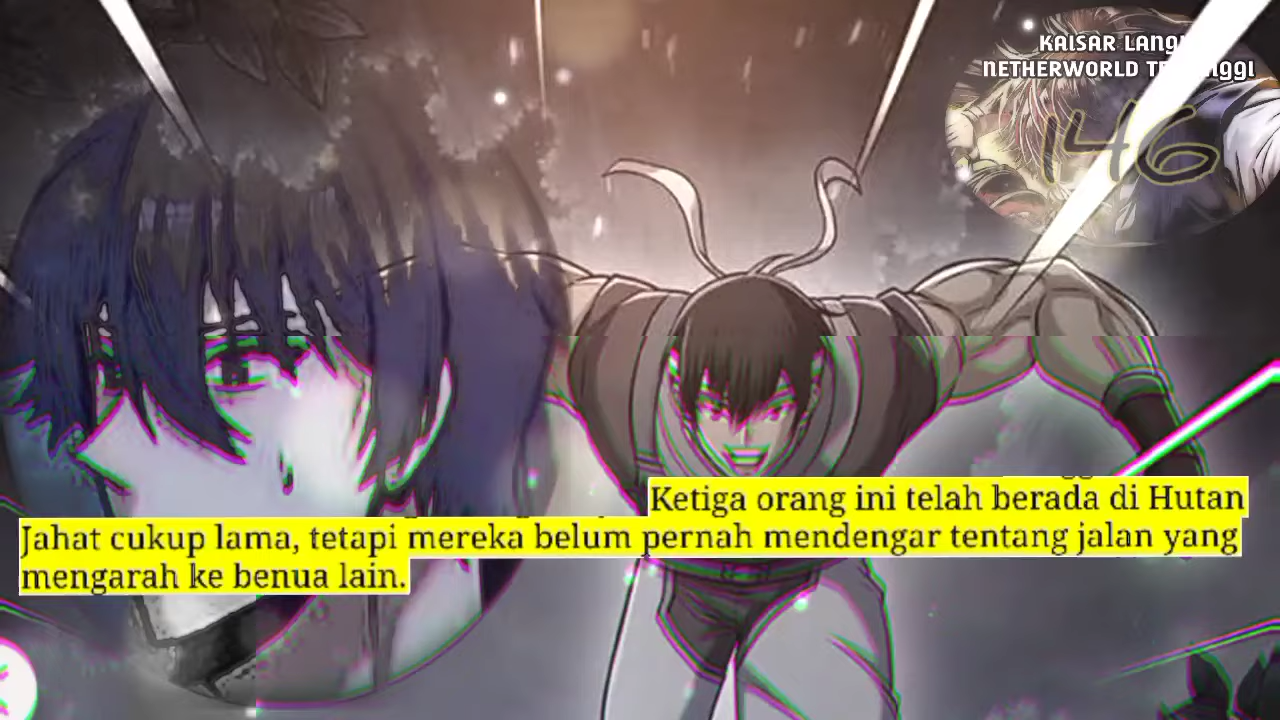 KAISAR LANGI
NETHERWORLD
146
Ketiga orang ini telah berada di Hutan
Jahat cukup lama, tetapi mereka belum pernah mendengar tentang jalan yang
mengarah ke benua lain.